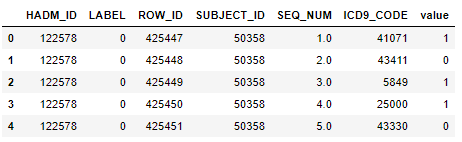 HADM_ID LABEL ROW_ID SUBJECT_ID SEQ_NUM ICD9_CODE value
0 122578 0 425447 50358 1.0 41071 1
1 122578 0 425448 50358 2.0 43411 0
2 122578 0 425449 50358 3.0 5849 1
3 122578 0 425450 50358 4.0 25000 1
4 122578 0 425451 50358 5.0 43330 0